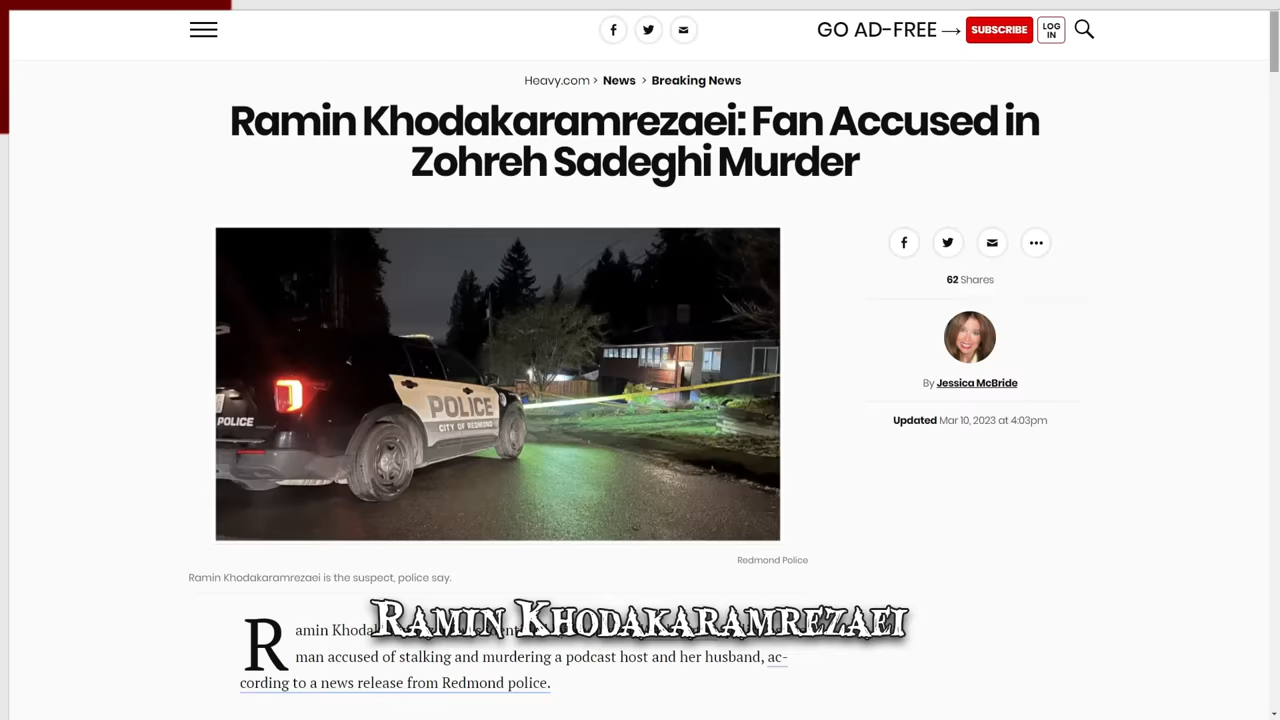 GO AD-FREE → SUBSCRIBE LOG IN
Heavy.com > News > Breaking News
Ramin Khodakaramrezaei: Fan Accused in
Zohreh Sadeghi Murder
62 Shares
By Jessica McBride
Updated Mar 10, 2023 at 4:03pm
POLICE
POLICE
CITY OF REDMOND
Redmond Police
Ramin Khodakaramrezaei is the suspect, police say.
RAMIN KHODAKARAMREZAEI
Ramin
man accused of stalking and murdering a podcast host and her husband, ac-
cording to a news release from Redmond police.